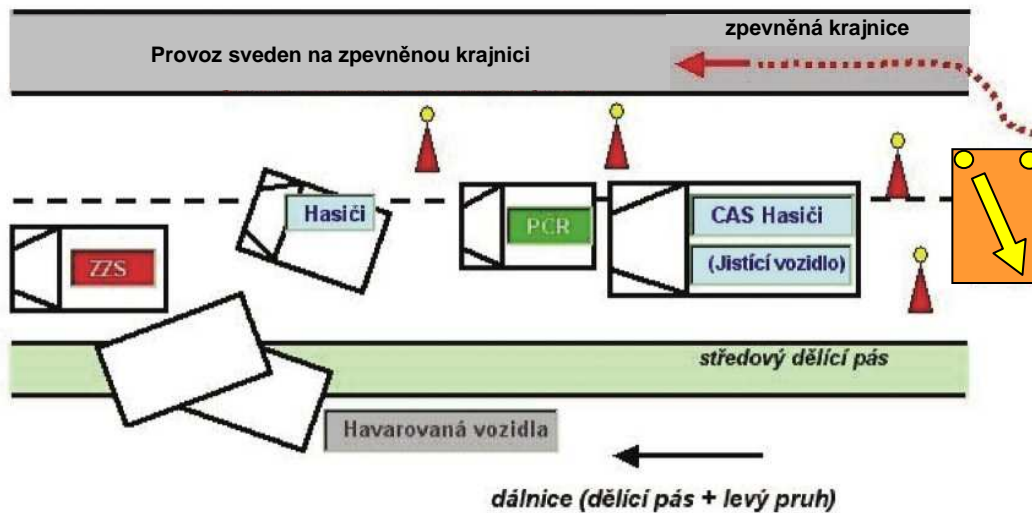 zpevněná krajnice
Provoz sveden na zpevněnou krajnici
Hasiči
PČR
CAS Hasiči
(Jistící vozidlo)
ZZS
středový dělící pás
Havarovaná vozidla
dálnice (dělící pás + levý pruh)